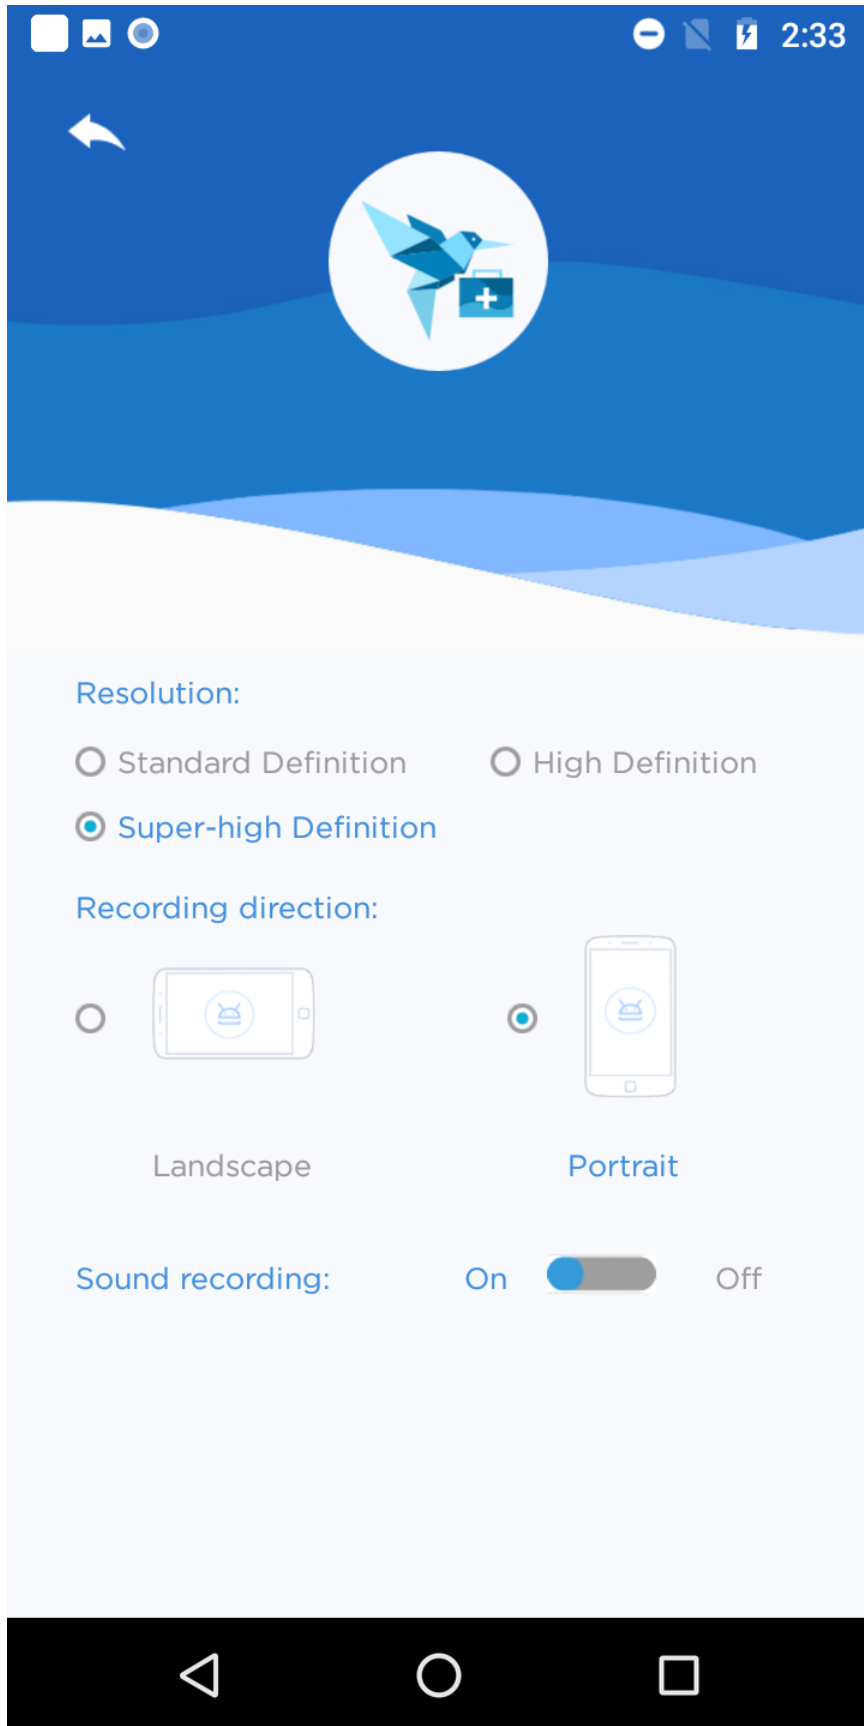 2:33
Resolution:
Standard Definition High Definition
Super-high Definition
Recording direction:
Landscape Portrait
Sound recording: On Off